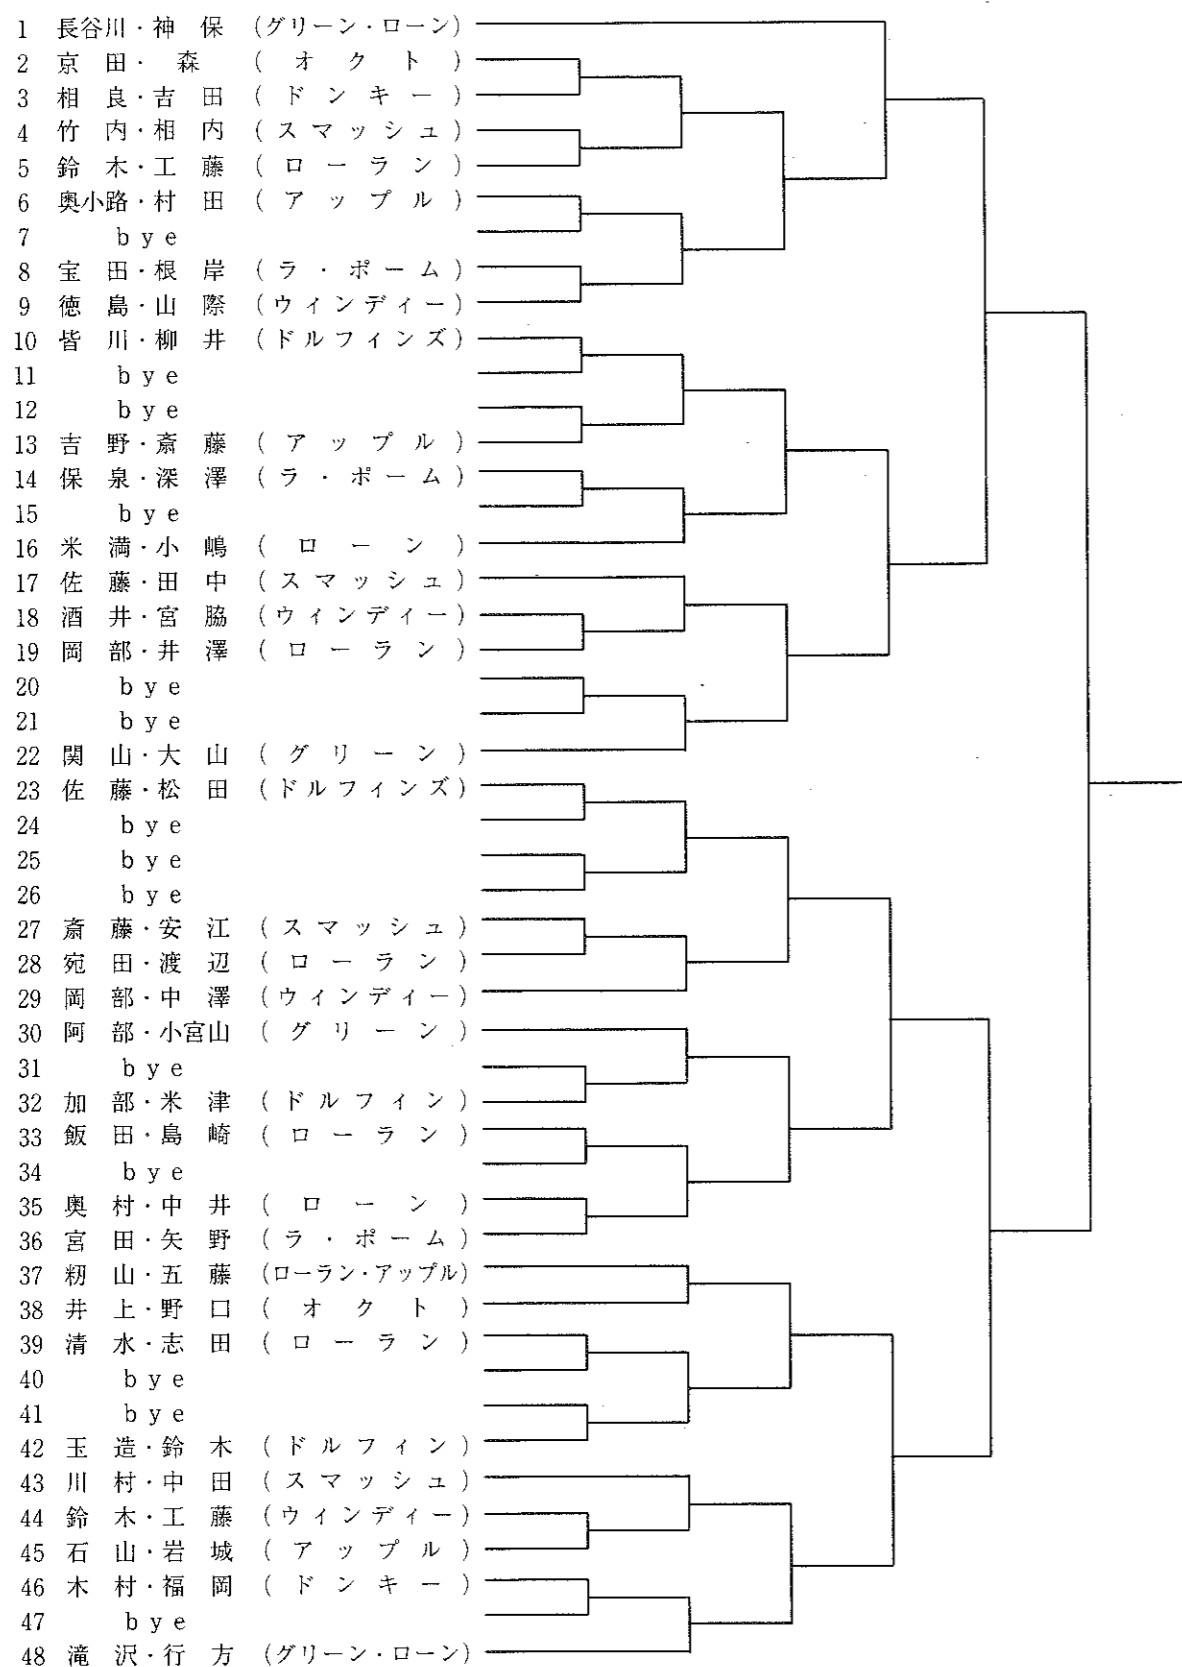 1 長谷川・神 保 (グリーン・ローン)
2 京 田・ 森 (オクト)
3 相 良・吉 田 (ドンキー)
4 竹 内・相 内 (スマッシュ)
5 鈴 木・工 藤 (ローラン)
6 奥小路・村 田 (アップル)
7 bye
8 宝 田・根 岸 (ラ・ポーム)
9 徳 島・山 際 (ウィンディー)
10 皆 川・柳 井 (ドルフィンズ)
11 bye
12 bye
13 吉 野・斎 藤 (アップル)
14 保 泉・深 澤 (ラ・ポーム)
15 bye
16 米 満・小 嶋 (ローン)
17 佐 藤・田 中 (スマッシュ)
18 酒 井・宮 脇 (ウィンディー)
19 岡 部・井 澤 (ローラン)
20 bye
21 bye
22 関 山・大 山 (グリーン)
23 佐 藤・松 田 (ドルフィンズ)
24 bye
25 bye
26 bye
27 斎 藤・安 江 (スマッシュ)
28 宛 田・渡 辺 (ローラン)
29 岡 部・中 澤 (ウィンディー)
30 阿 部・小宮山 (グリーン)
31 bye
32 加 部・米 津 (ドルフィン)
33 飯 田・島 崎 (ローラン)
34 bye
35 奥 村・中 井 (ローン)
36 宮 田・矢 野 (ラ・ポーム)
37 籾 山・五 藤 (ローラン・アップル)
38 井 上・野 口 (オクト)
39 清 水・志 田 (ローラン)
40 bye
41 bye
42 玉 造・鈴 木 (ドルフィン)
43 川 村・中 田 (スマッシュ)
44 鈴 木・工 藤 (ウィンディー)
45 石 山・岩 城 (アップル)
46 木 村・福 岡 (ドンキー)
47 bye
48 滝 沢・行 方 (グリーン・ローン)